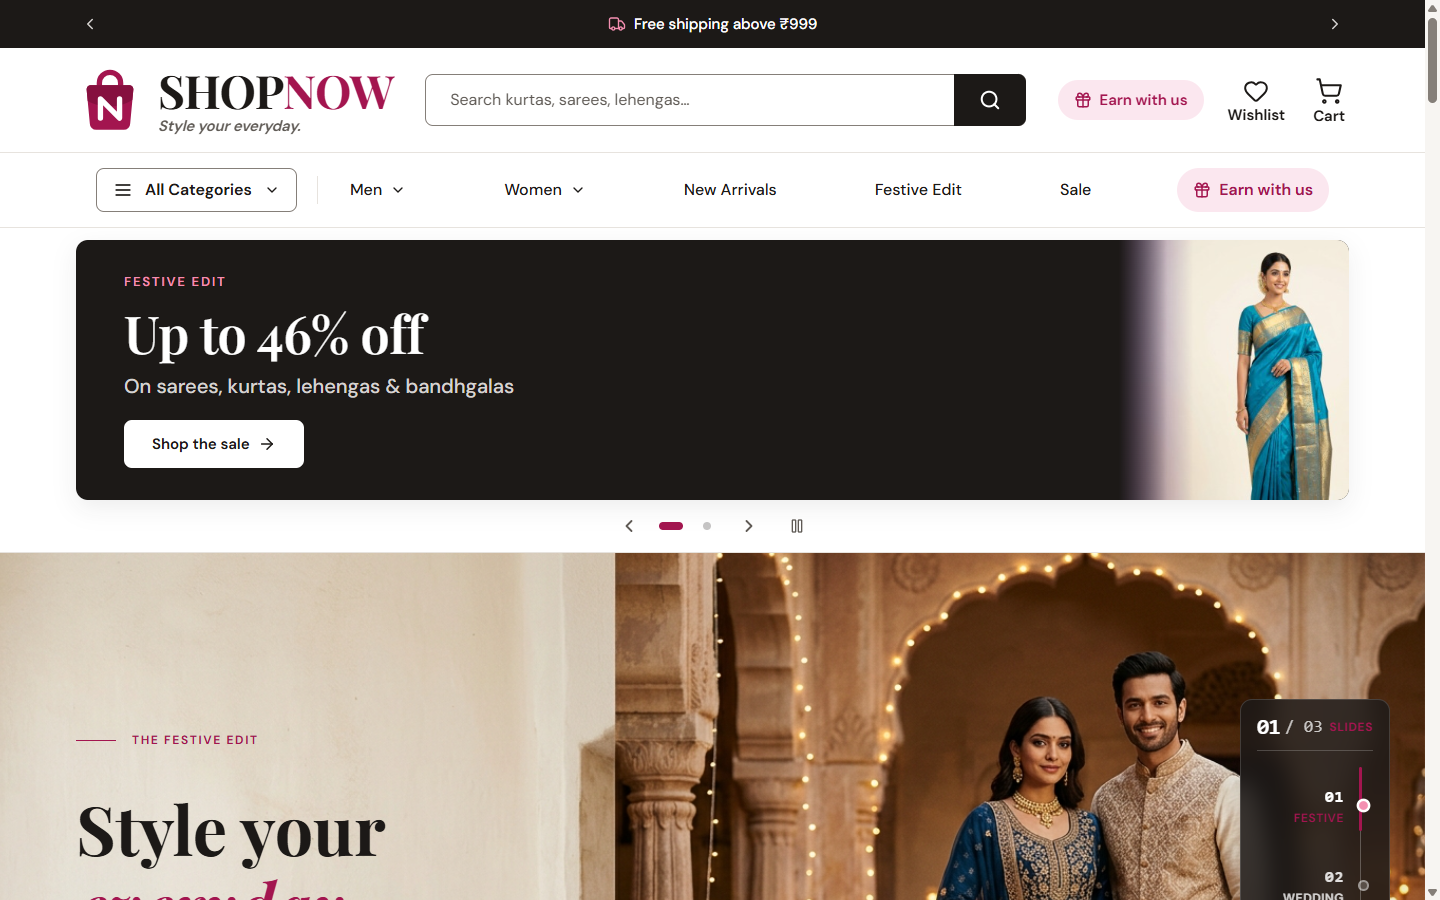 Free shipping above ₹999
N
SHOPNOW
Style your everyday.
Search kurtas, sarees, lehengas…
Earn with us
Wishlist
Cart
All Categories
Men
Women
New Arrivals
Festive Edit
Sale
Earn with us
FESTIVE EDIT
Up to 46% off
On sarees, kurtas, lehengas & bandhgalas
Shop the sale
THE FESTIVE EDIT
Style your
everyday.
01 / 03 SLIDES
01
FESTIVE
02
WEDDING